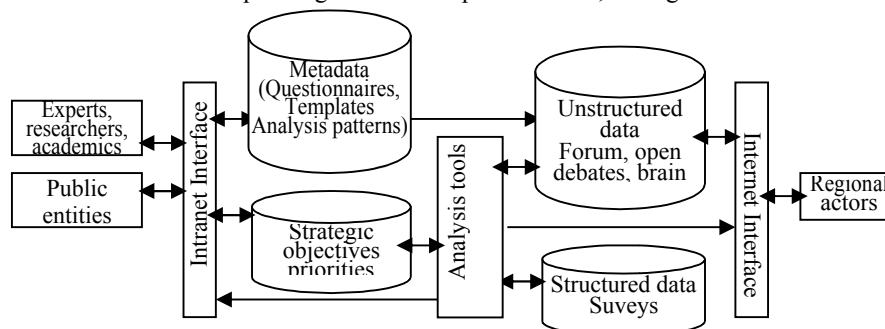 Experts,
researchers,
academics
Public
entities
Intranet Interface
Metadata
(Questionnaires,
Templates
Analysis patterns)
Strategic
objectives
priorities
Analysis tools
Unstructured
data
Forum, open
debates, brain
Structured data
Suveys
Internet Interface
Regional
actors